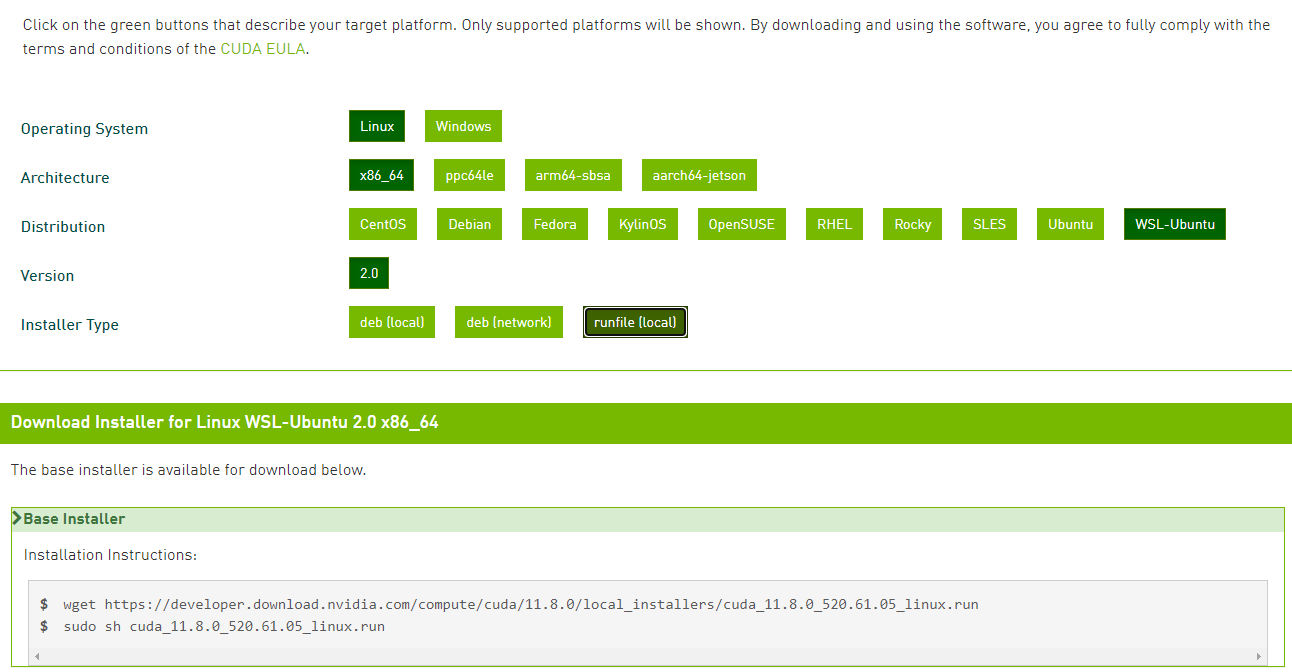 Click on the green buttons that describe your target platform. Only supported platforms will be shown. By downloading and using the software, you agree to fully comply with the
terms and conditions of the CUDA EULA.
Operating System Linux Windows
Architecture x86_64 ppc64le arm64-sbsa aarch64-jetson
Distribution CentOS Debian Fedora KylinOS OpenSUSE RHEL Rocky SLES Ubuntu WSL-Ubuntu
Version 2.0
Installer Type deb (local) deb (network) runfile (local)
Download Installer for Linux WSL-Ubuntu 2.0 x86_64
The base installer is available for download below.
Base Installer
Installation Instructions:
$ wget https://developer.download.nvidia.com/compute/cuda/11.8.0/local_installers/cuda_11.8.0_520.61.05_linux.run
$ sudo sh cuda_11.8.0_520.61.05_linux.run